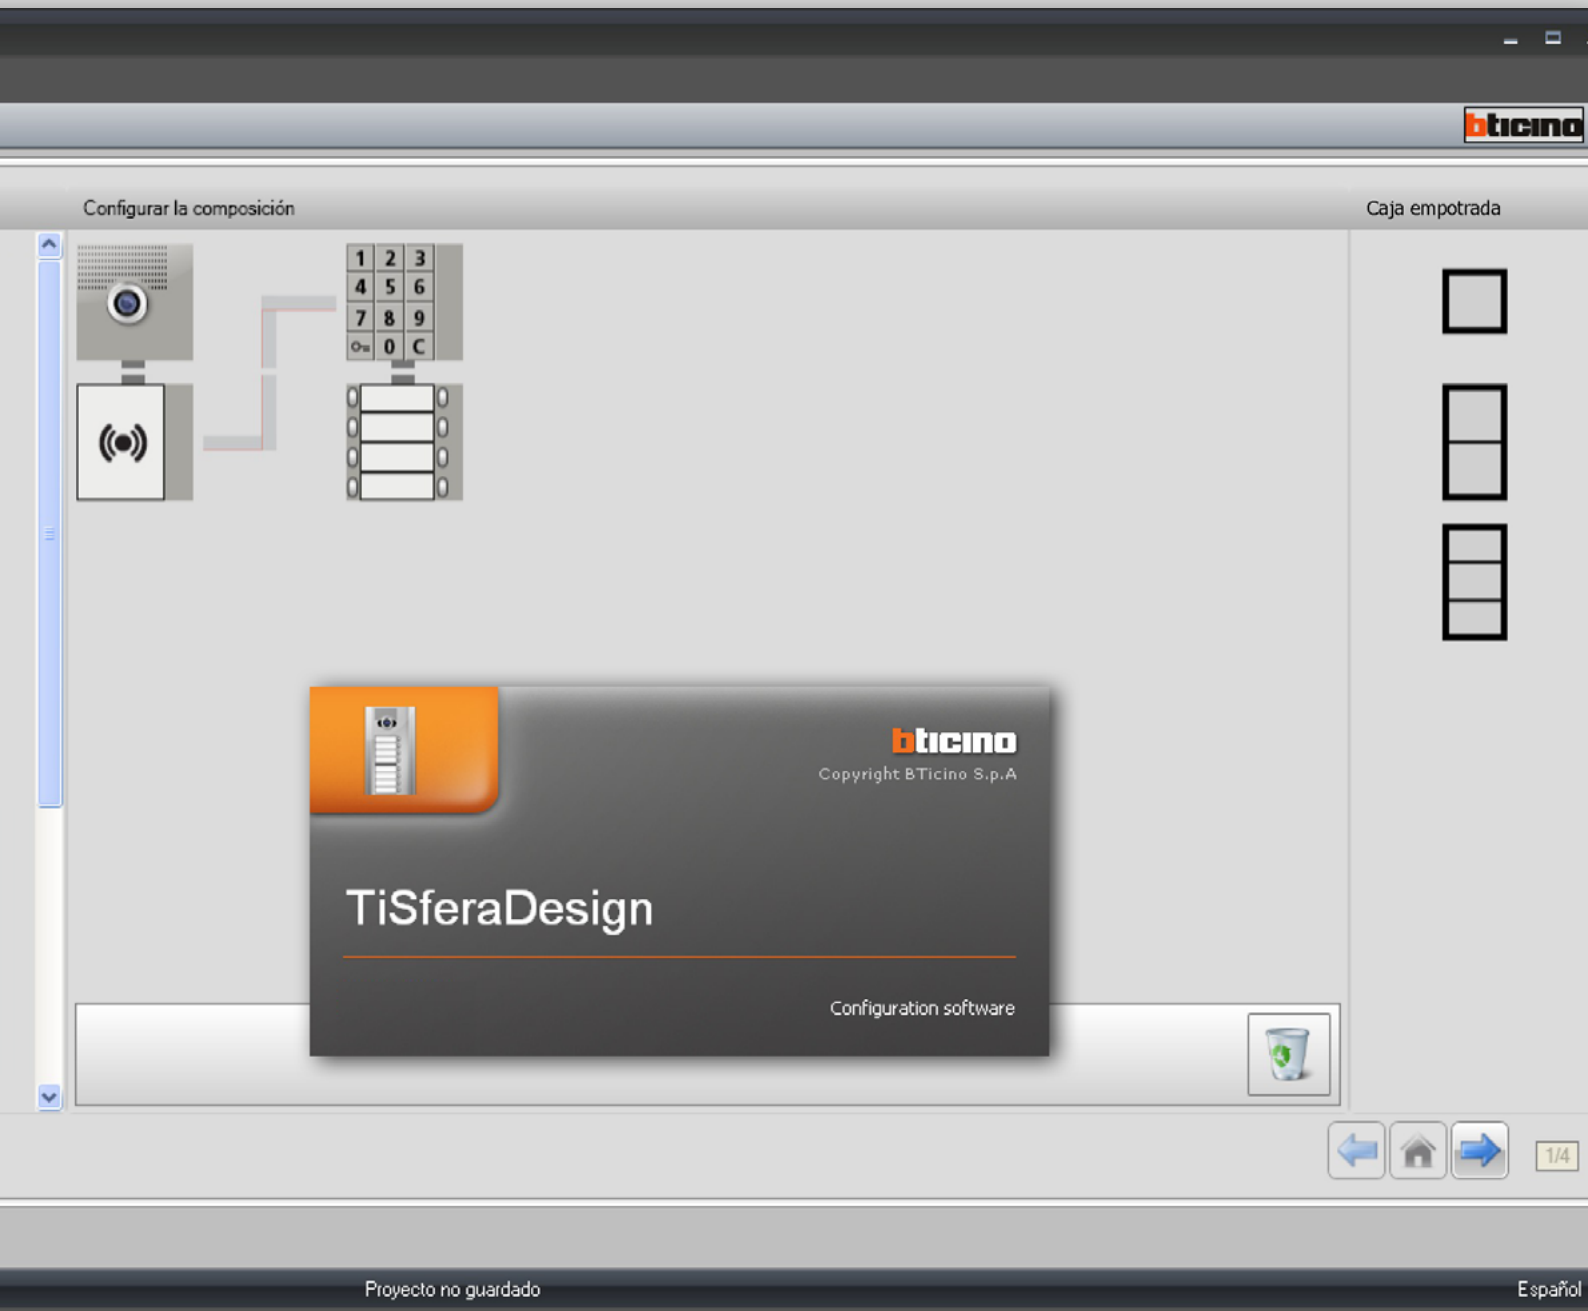 bticino
Configurar la composición
Caja empotrada
1 2 3
4 5 6
7 8 9
0 C
bticino
Copyright BTicino S.p.A
TiSferaDesign
Configuration software
1/4
Proyecto no guardado
Español